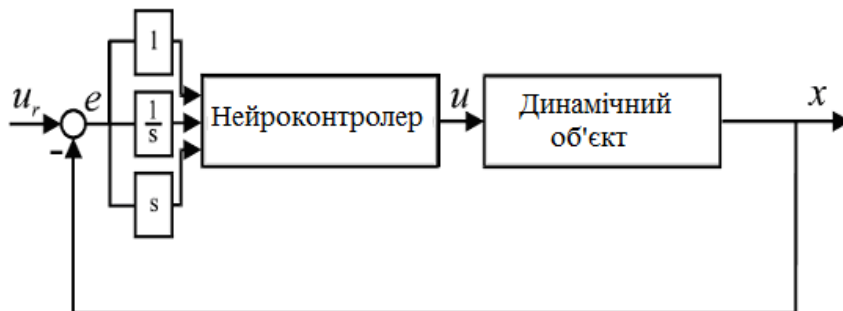 1
u_r
e
1
s
-
s
Нейроконтролер
u
Динамічний
об'єкт
x